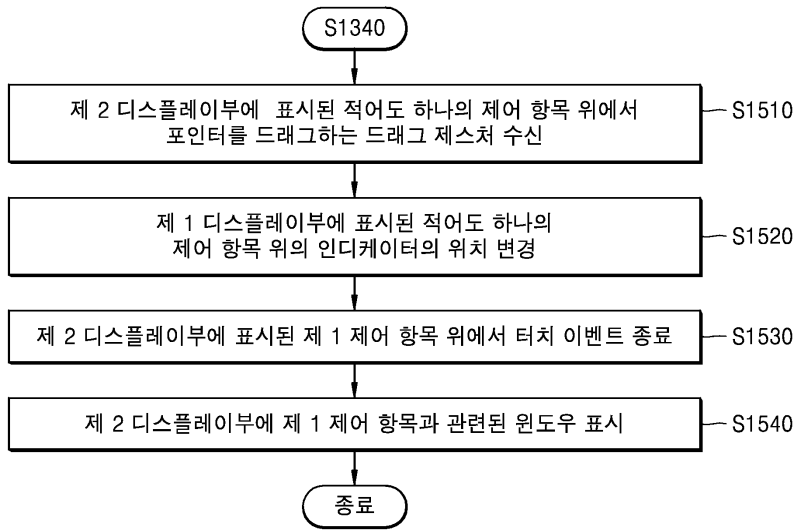 S1340
제 2 디스플레이부에 표시된 적어도 하나의 제어 항목 위에서
포인터를 드래그하는 드래그 제스처 수신
S1510
제 1 디스플레이부에 표시된 적어도 하나의
제어 항목 위의 인디케이터의 위치 변경
S1520
제 2 디스플레이부에 표시된 제 1 제어 항목 위에서 터치 이벤트 종료
S1530
제 2 디스플레이부에 제 1 제어 항목과 관련된 윈도우 표시
S1540
종료